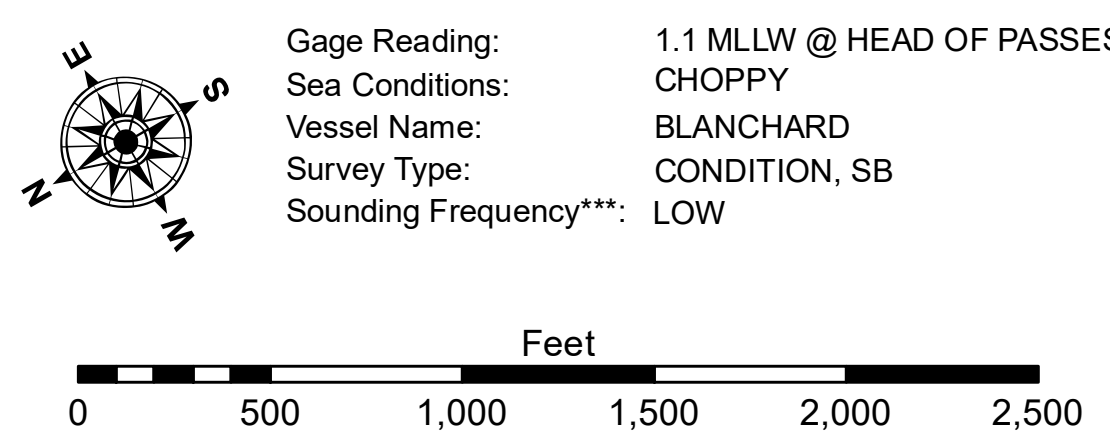 E
S
N
W
Gage Reading: 1.1 MLLW @ HEAD OF PASSES
Sea Conditions: CHOPPY
Vessel Name: BLANCHARD
Survey Type: CONDITION, SB
Sounding Frequency***: LOW
Feet
0 500 1,000 1,500 2,000 2,500